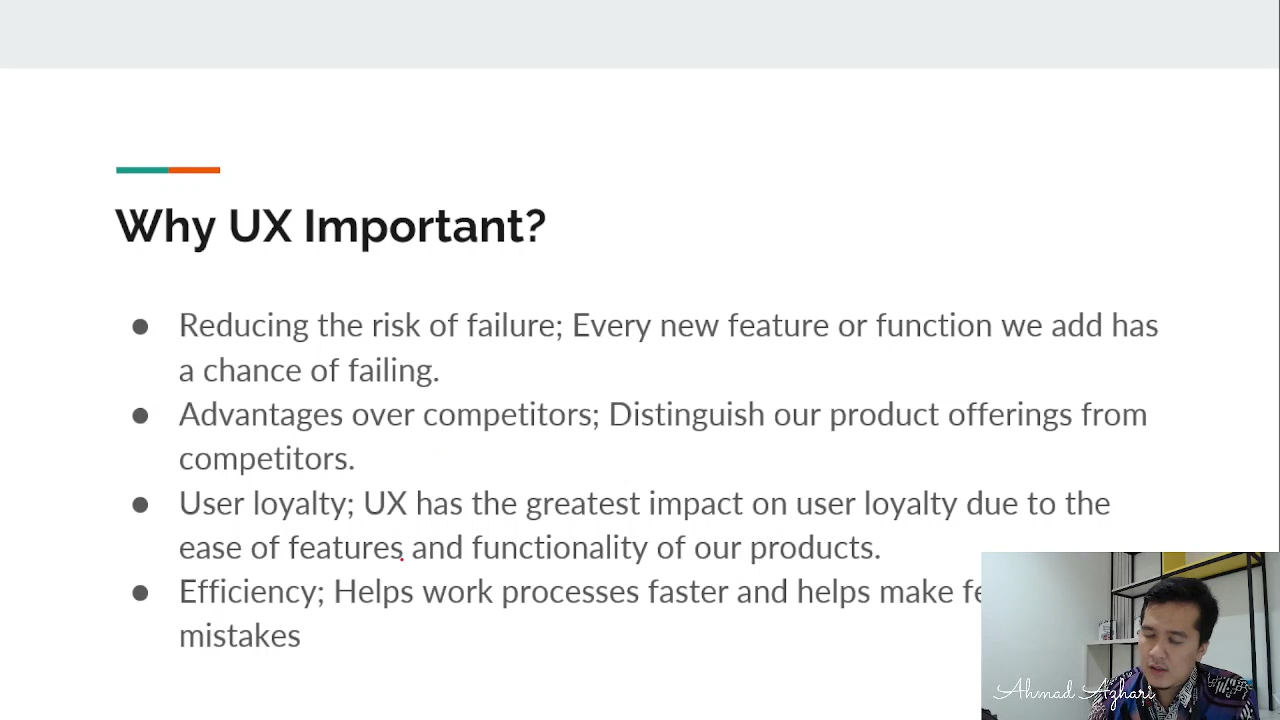 Why UX Important?
● Reducing the risk of failure; Every new feature or function we add has
a chance of failing.
● Advantages over competitors; Distinguish our product offerings from
competitors.
● User loyalty; UX has the greatest impact on user loyalty due to the
ease of features and functionality of our products.
● Efficiency; Helps work processes faster and helps make
mistakes
Ahmad Azhari